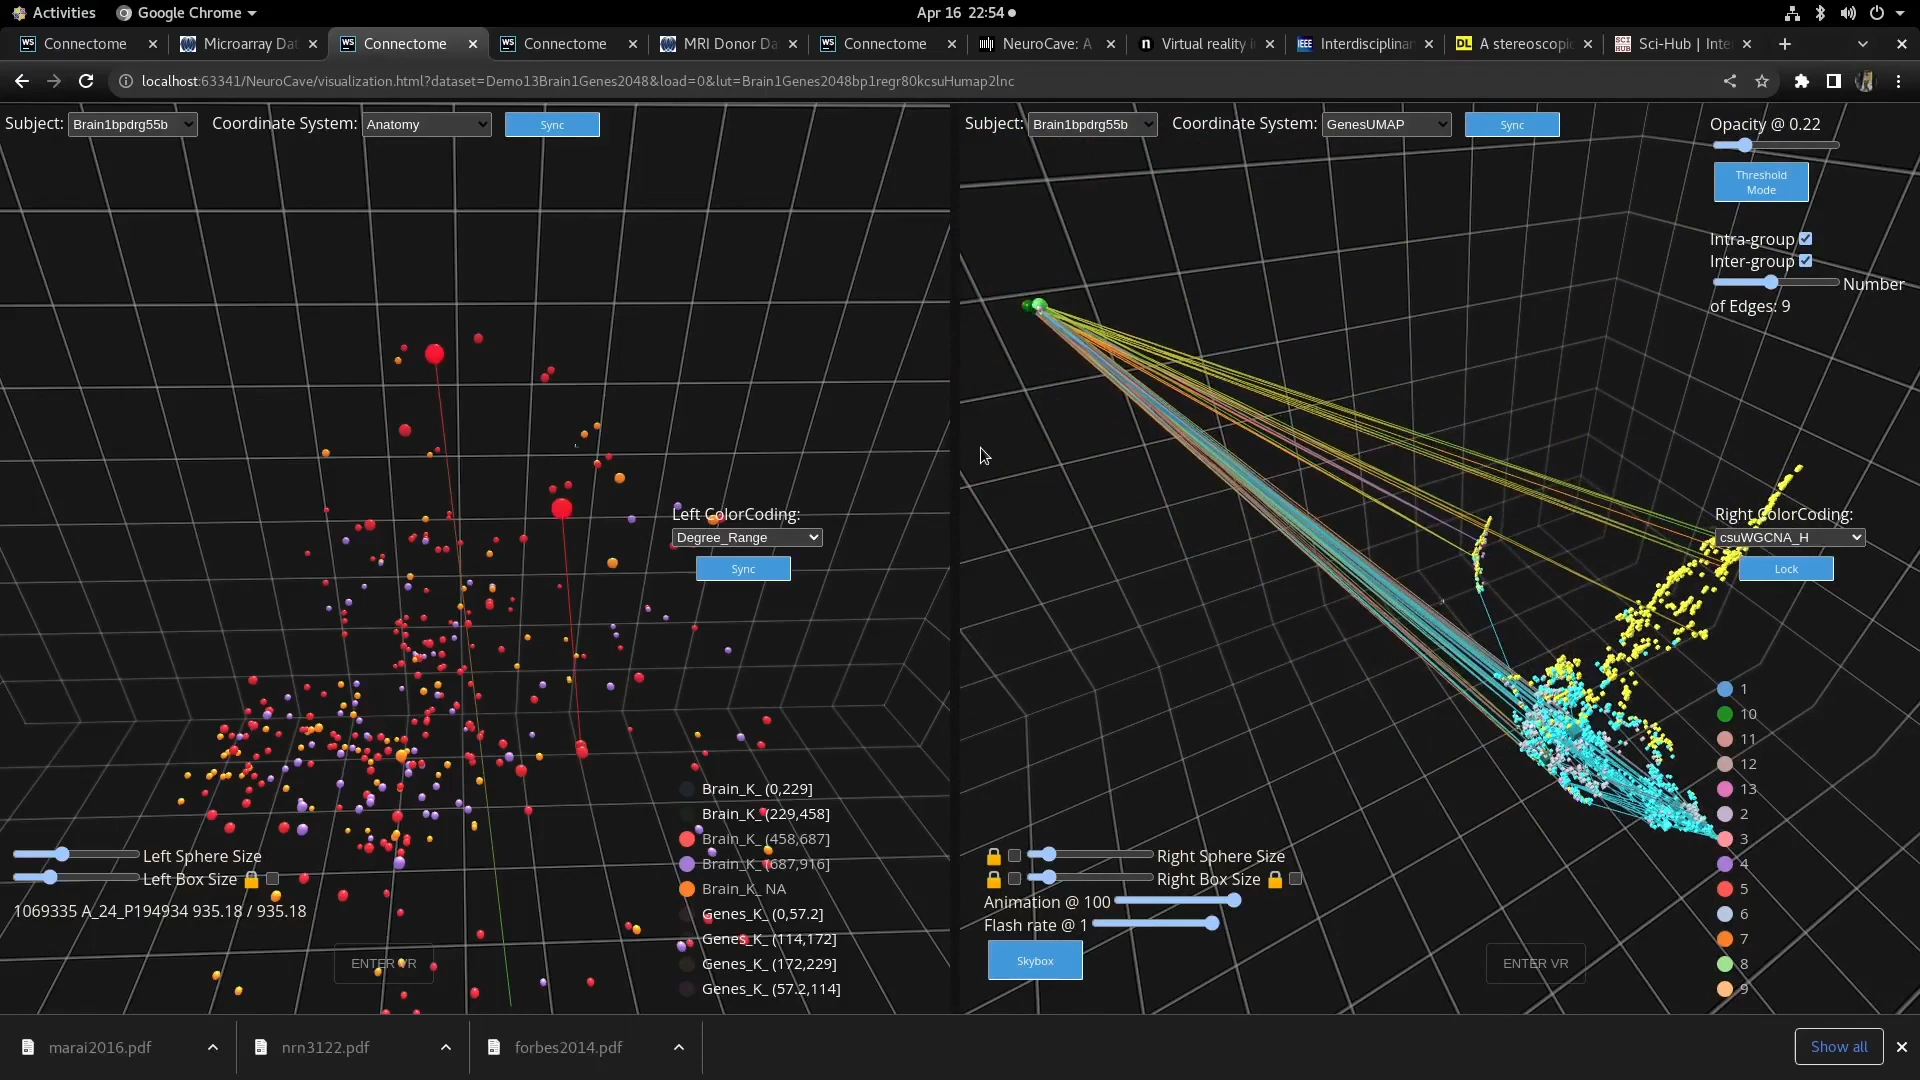 Activities Google Chrome Apr 16 22:54
Connectome Microarray Dat Connectome Connectome MRI Donor Da Connectome NeuroCave: A Virtual reality i Interdisciplinar A stereoscopic Sci-Hub | Inte
localhost:63341/NeuroCave/visualization.html?dataset=Demo13Brain1Genes2048&load=0&lut=Brain1Genes2048bp1regr80kcsuHumap2lnc
Subject: Brain1bpdrg55b Coordinate System: Anatomy Sync
Subject: Brain1bpdrg55b Coordinate System: GenesUMAP Sync
Opacity @ 0.22
Threshold
Mode
Intra-group
Inter-group
Number
of Edges: 9
Left ColorCoding:
Degree_Range
Sync
Right ColorCoding:
csuWGCNA_H
Lock
Brain_K_ (0,229]
Brain_K_ (229,458]
Brain_K_ (458,687]
Brain_K_ (687,916]
Brain_K_ NA
Genes_K_ (0,57.2]
Genes_K_ (114,172]
Genes_K_ (172,229]
Genes_K_ (57.2,114]
Left Sphere Size
Left Box Size
1069335 A_24_P194934 935.18 / 935.18
ENTER VR
1
10
11
12
13
2
3
4
5
6
7
8
9
Right Sphere Size
Right Box Size
Animation @ 100
Flash rate @ 1
Skybox
ENTER VR
marai2016.pdf nrn3122.pdf forbes2014.pdf Show all